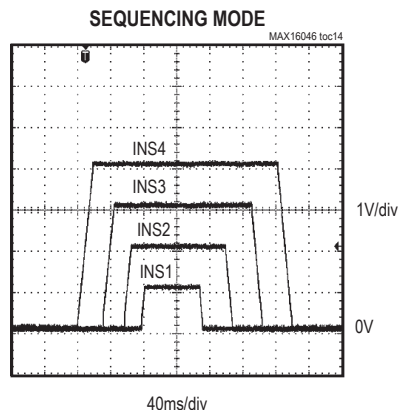 SEQUENCING MODE
MAX16046 toc14
T
INS4
INS3
1V/div
INS2
INS1
0V
40ms/div